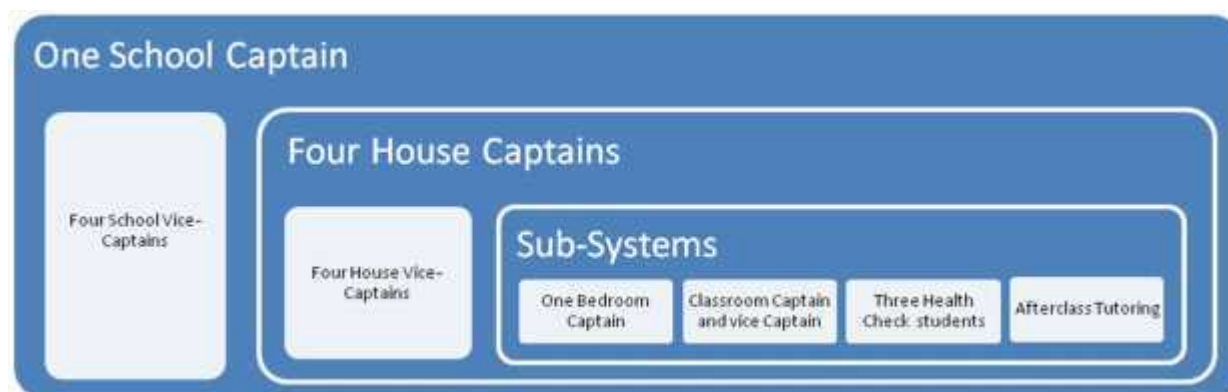 One School Captain
Four House Captains
Four School Vice-
Captains
Four House Vice-
Captains
Sub-Systems
One Bedroom
Captain
Classroom Captain
and vice Captain
Three Health
Check students
Afterclass Tutoring